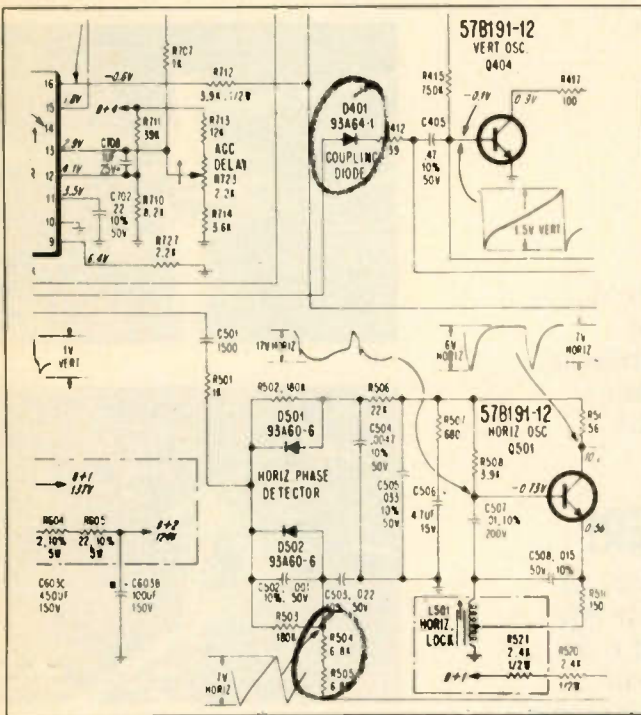 57B191-12
VERT OSC.
Q404
R707
1K
R415
750K
R417
100
16
-0.6V
R712
3.9K, 1/2W
D401
93A64-1
COUPLING
DIODE
R412
39
C405
.47
10%
50V
-0.1V
0.9V
15
1.8V
B+4
R711
39K
R713
12K
14
13
2.9V
C708
25V
AGC
DELAY
R723
2.2K
12
4.1V
11
3.5V
C702
22
10%
50V
R710
8.2K
R714
3.6K
10
9
6.4V
R727
2.2K
1.5V VERT
C501
1500
R501
1K
1V
VERT
17V
HORIZ
6V
HORIZ
7V
HORIZ
R502, 180K
R506
22K
D501
93A60-6
C504
.0047
10%
50V
R507
680
57B191-12
HORIZ OSC
Q501
R508
3.9K
56
HORIZ PHASE
DETECTOR
C505
.033
10%
50V
C506
4.7UF
15V
-0.73V
C507
.01, 10%
200V
D502
93A60-6
C502, .001
10%, 50V
C503, .022
50V
C508, .015
50V 10%
R503
180K
R504
6.8K
R505
6.8K
L501
HORIZ.
LOCK
150
R521
2.4K
1/2W
R520
2.4K
1/2W
B+1
B+1
137V
R604
2, 10%
5W
R605
22, 10%
5W
B+2
C603C
450UF
150V
C603B
100UF
150V
7V
HORIZ